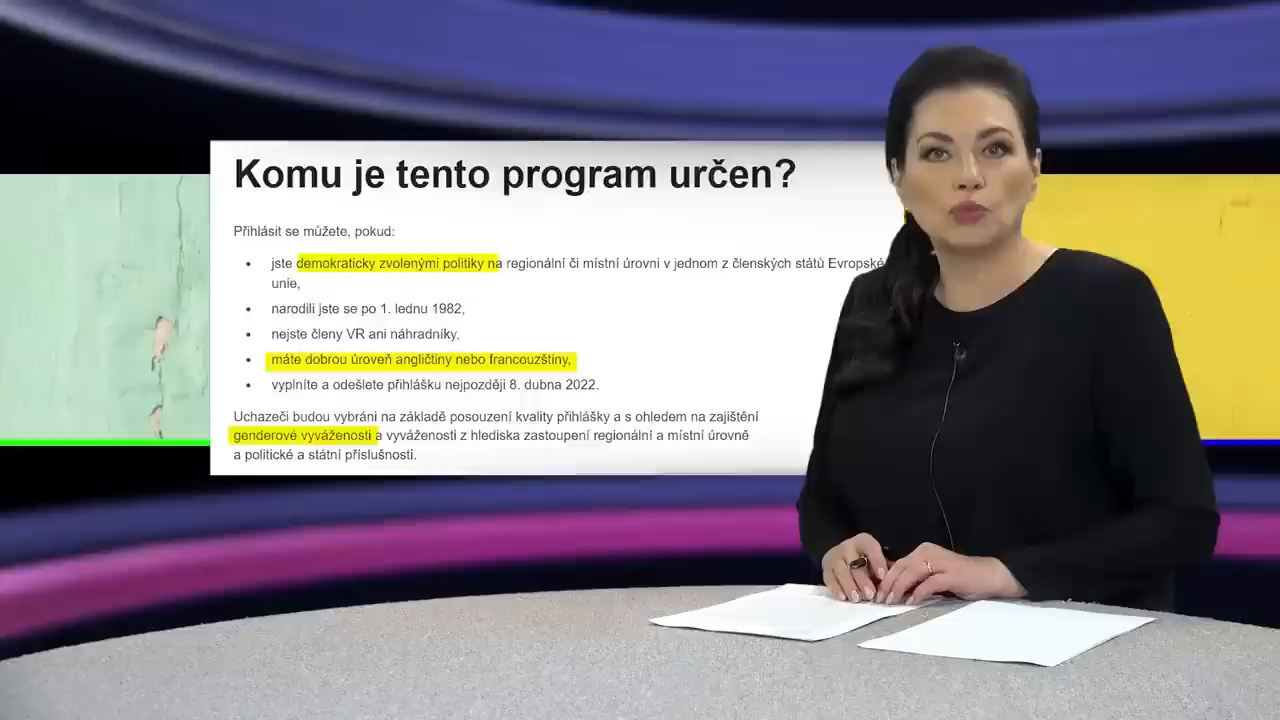 Komu je tento program určen?
Přihlásit se můžete, pokud:
jste demokraticky zvolenými politiky na regionální či místní úrovni v jednom z členských států Evropské
unie,
narodili jste se po 1. lednu 1982,
nejste členy VR ani náhradníky,
máte dobrou úroveň angličtiny nebo francouzštiny,
vyplníte a odešlete přihlášku nejpozději 8. dubna 2022.
Uchazeči budou vybráni na základě posouzení kvality přihlášky a s ohledem na zajištění
genderové vyváženosti a vyváženosti z hlediska zastoupení regionální a místní úrovně
a politické a státní příslušnosti.